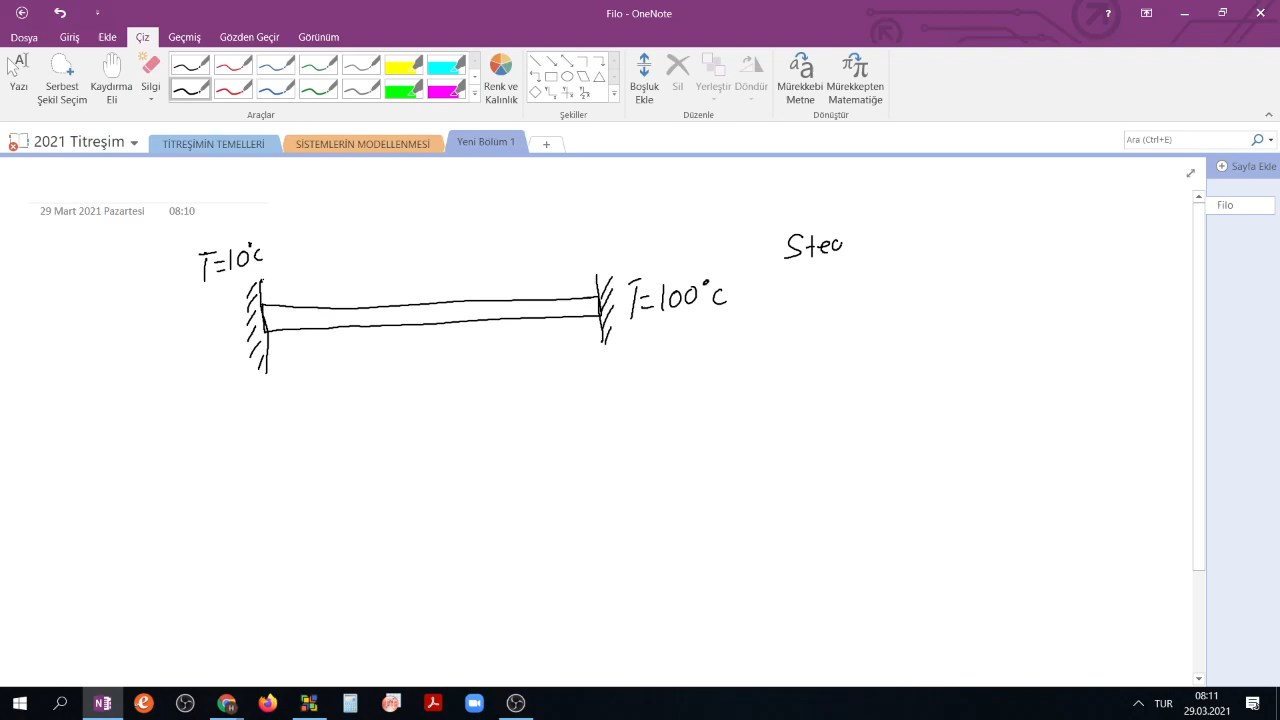 Filo - OneNote
Dosya Giriş Ekle Çiz Geçmiş Gözden Geçir Görünüm
Yazı Serbest Şekil Seçim Kaydırma Eli Silgi Renk ve Kalınlık Boşluk Ekle Sil Yerleştir Döndür Mürekkebi Metne Mürekkepten Matematiğe
Araçlar Şekiller Düzenle Dönüştür
2021 Titreşim TİTREŞİMİN TEMELLERİ SİSTEMLERİN MODELLENMESİ Yeni Bölüm 1 Ara (Ctrl+E)
Sayfa Ekle
Filo
29 Mart 2021 Pazartesi 08:10
T=10°C
T=100°C
Stea
TUR 08:11
29.03.2021